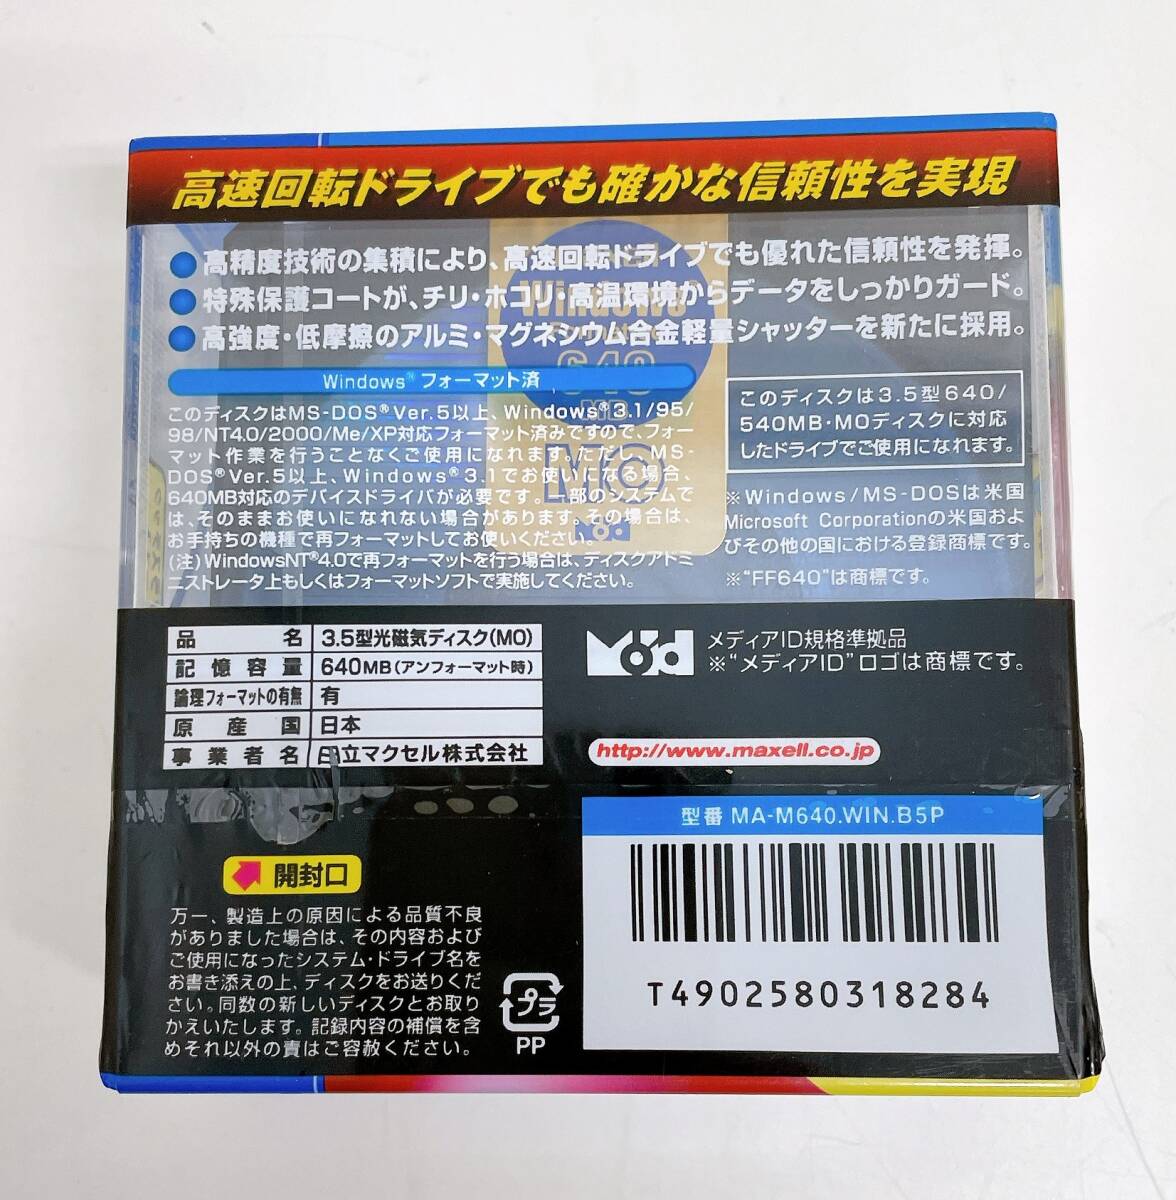 高速回転ドライブでも確かな信頼性を実現
●高精度技術の集積により、高速回転ドライブでも優れた信頼性を発揮。
●特殊保護コートが、チリ・ホコリ・高温環境からデータをしっかりガード。
●高強度・低摩擦のアルミ・マグネシウム合金軽量シャッターを新たに採用。
Windows® フォーマット済
このディスクはMS-DOS® Ver.5以上、Windows® 3.1/95/
98/NT4.0/2000/Me/XP対応フォーマット済みですので、フォー
マット作業を行うことなくご使用になれます。ただし、MS-
DOS® Ver.5以上、Windows® 3.1でお使いになる場合、
640MB対応のデバイスドライバが必要です。一部のシステムで
は、そのままお使いになれない場合があります。その場合は、
お手持ちの機種で再フォーマットしてお使いください。
(注)WindowsNT® 4.0で再フォーマットを行う場合は、ディスクアドミ
ニストレータ上もしくはフォーマットソフトで実施してください。
このディスクは3.5型640/
540MB・MOディスクに対応
したドライブでご使用になれます。
※Windows/MS-DOSは米国
Microsoft Corporationの米国およ
びその他の国における登録商標です。
※"FF640"は商標です。
Windows
640
MB
MO
品名 3.5型光磁気ディスク(MO)
記憶容量 640MB(アンフォーマット時)
論理フォーマットの有無 有
原産国 日本
事業者名 日立マクセル株式会社
メディアID規格準拠品
※"メディアID"ロゴは商標です。
http://www.maxell.co.jp
型番 MA-M640.WIN.B5P
T4902580318284
開封口
万一、製造上の原因による品質不良
がありました場合は、その内容および
ご使用になったシステム・ドライブ名を
お書き添えの上、ディスクをお送りくだ
さい。同数の新しいディスクとお取り
かえいたします。記録内容の補償を含
めそれ以外の責はご容赦ください。
プラ
PP